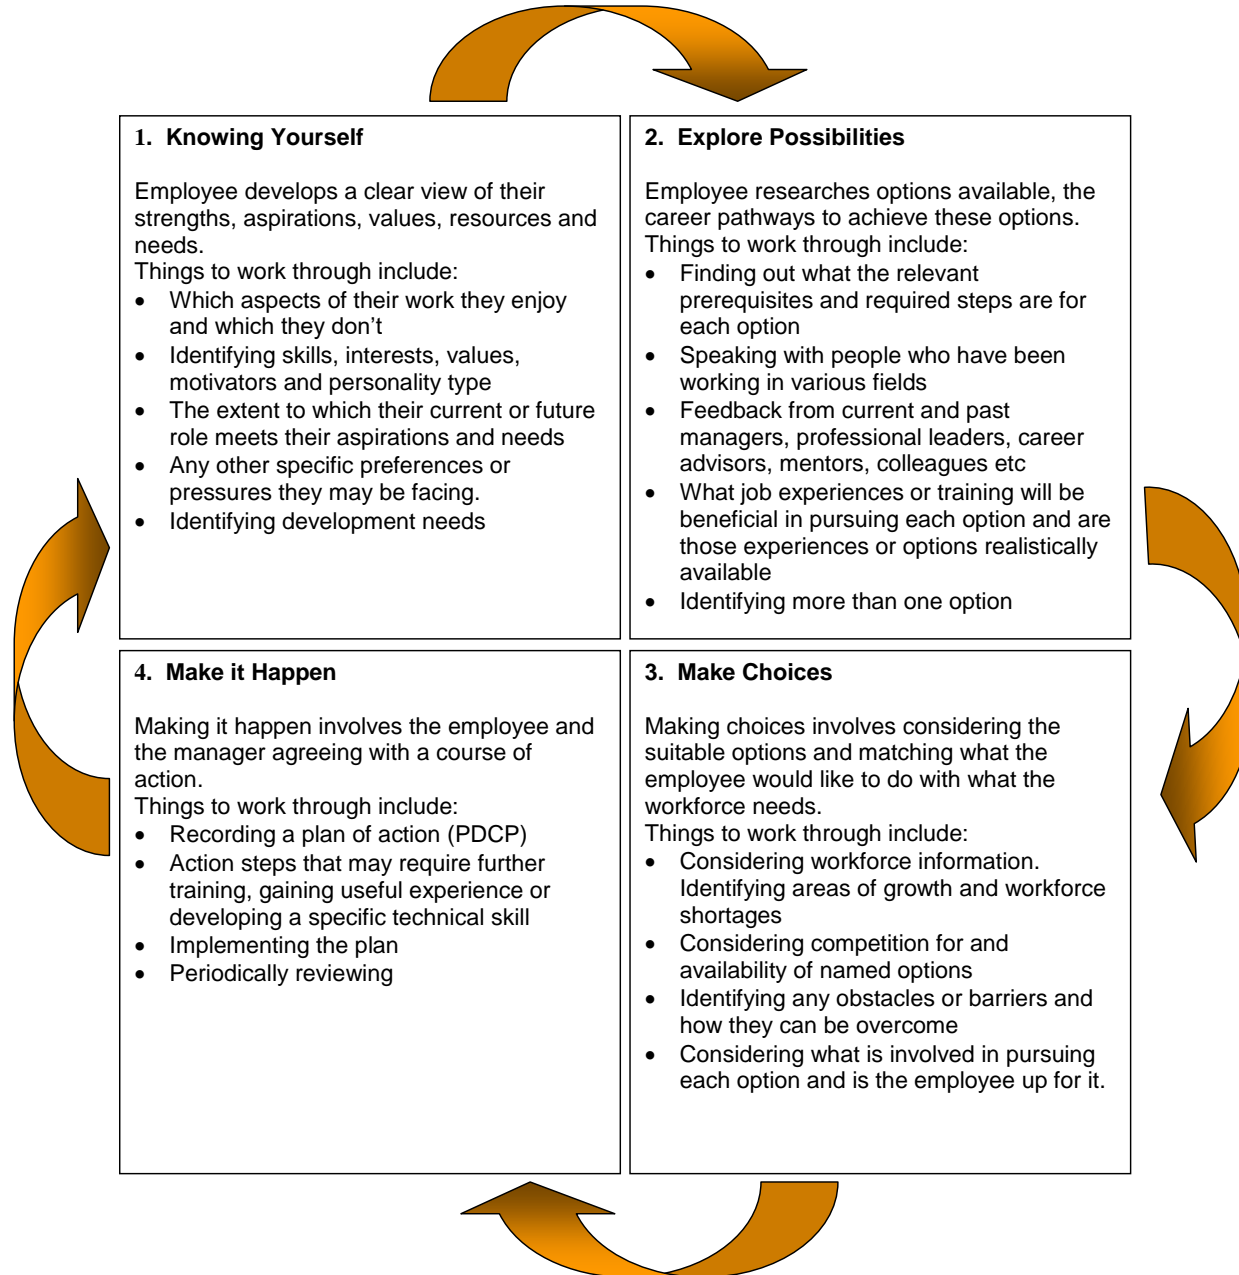 1. Knowing Yourself
Employee develops a clear view of their
strengths, aspirations, values, resources and
needs.
Things to work through include:
• Which aspects of their work they enjoy
and which they don’t
• Identifying skills, interests, values,
motivators and personality type
• The extent to which their current or future
role meets their aspirations and needs
• Any other specific preferences or
pressures they may be facing.
• Identifying development needs
2. Explore Possibilities
Employee researches options available, the
career pathways to achieve these options.
Things to work through include:
• Finding out what the relevant
prerequisites and required steps are for
each option
• Speaking with people who have been
working in various fields
• Feedback from current and past
managers, professional leaders, career
advisors, mentors, colleagues etc
• What job experiences or training will be
beneficial in pursuing each option and are
those experiences or options realistically
available
• Identifying more than one option
3. Make Choices
Making choices involves considering the
suitable options and matching what the
employee would like to do with what the
workforce needs.
Things to work through include:
• Considering workforce information.
Identifying areas of growth and workforce
shortages
• Considering competition for and
availability of named options
• Identifying any obstacles or barriers and
how they can be overcome
• Considering what is involved in pursuing
each option and is the employee up for it.
4. Make it Happen
Making it happen involves the employee and
the manager agreeing with a course of
action.
Things to work through include:
• Recording a plan of action (PDCP)
• Action steps that may require further
training, gaining useful experience or
developing a specific technical skill
• Implementing the plan
• Periodically reviewing